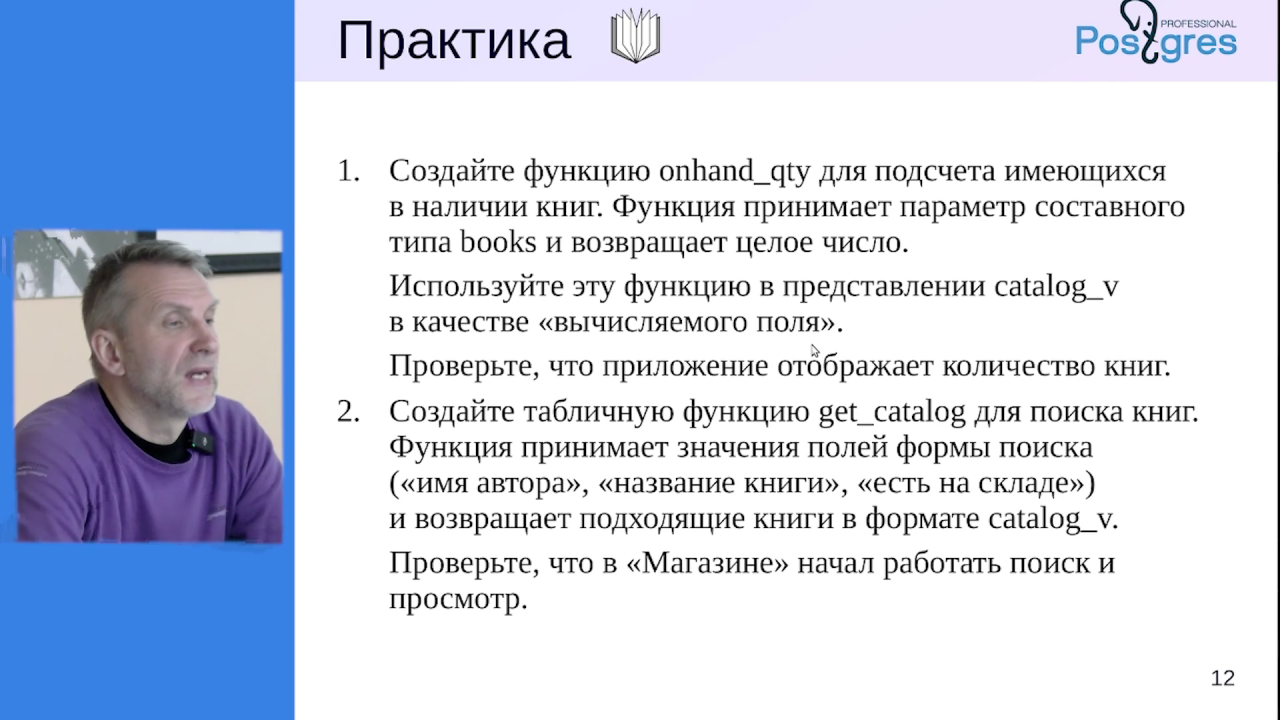 Практика
PROFESSIONAL
Postgres
1. Создайте функцию onhand_qty для подсчета имеющихся
в наличии книг. Функция принимает параметр составного
типа books и возвращает целое число.
Используйте эту функцию в представлении catalog_v
в качестве «вычисляемого поля».
Проверьте, что приложение отображает количество книг.
2. Создайте табличную функцию get_catalog для поиска книг.
Функция принимает значения полей формы поиска
(«имя автора», «название книги», «есть на складе»)
и возвращает подходящие книги в формате catalog_v.
Проверьте, что в «Магазине» начал работать поиск и
просмотр.
12